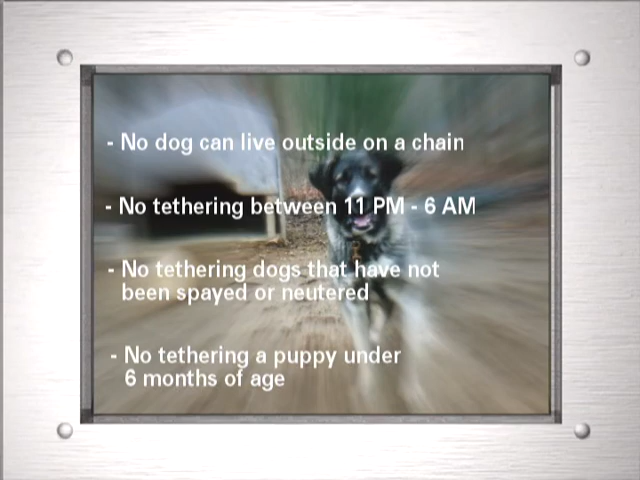 - No dog can live outside on a chain
- No tethering between 11 PM - 6 AM
- No tethering dogs that have not
been spayed or neutered
- No tethering a puppy under
6 months of age